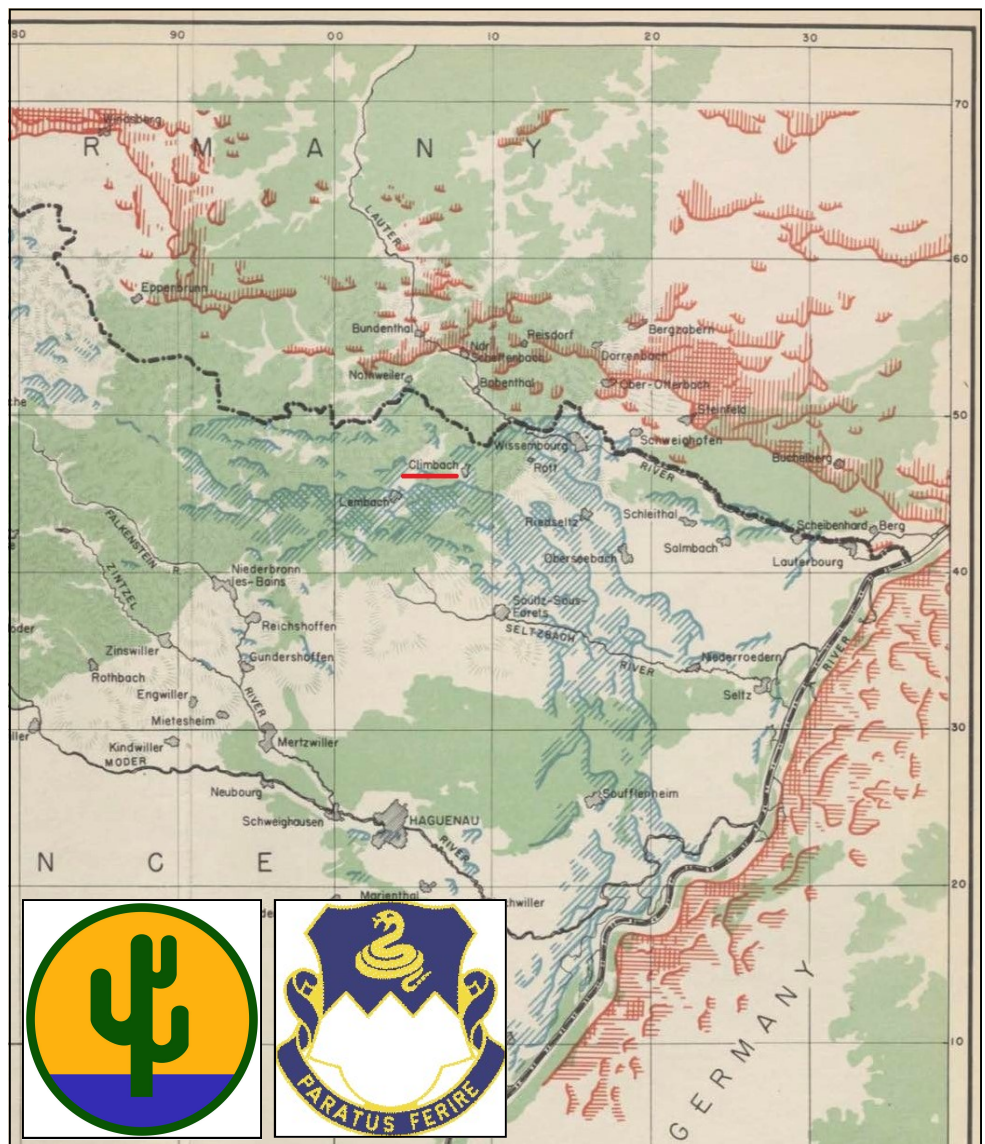 80 90 00 10 20 30
70
Windsberg
R M A N Y
LAUTER
60
Eppenbrunn
Bundenthal
Reisdorf
Bergzabern
Ndr
Schlettenbach
Dorrenbach
Nothweiler
Bobenthal
Ober-Otterbach
Steinfeld
50
Wissembourg
Schweighofen
RIVER
Climbach
Rott
Buchelberg
Lembach
Riedseltz
Schleithal
Scheibenhard
Berg
Oberseebach
Salmbach
Lauterbourg
FALKENSTEIN R.
ZINTZEL
Niederbronn
les-Bains
40
Soultz-Sous-
Forets
Reichshoffen
SELTZBACH
RIVER
Niederroedern
RIVER
Zinswiller
Gundershoffen
Rothbach
Seltz
Engwiller
RIVER
Mietesheim
Kindwiller
Mertzwiller
30
MODER
Neubourg
Soufflenheim
Schweighausen
HAGUENAU
RIVER
N C E
Marienthal
20
GERMANY
10
PARATUS FERIRE